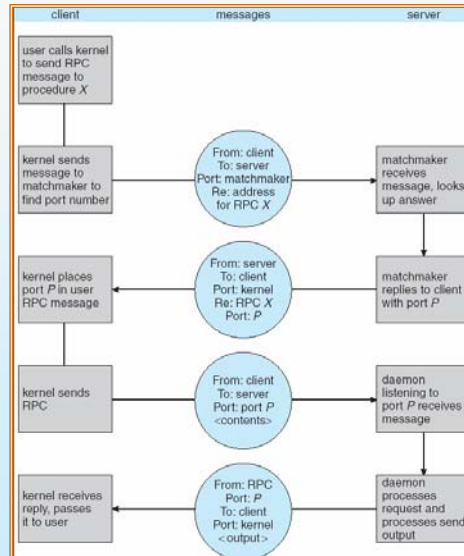 client messages server
user calls kernel
to send RPC
message to
procedure X
kernel sends
message to
matchmaker to
find port number
From: client
To: server
Port: matchmaker
Re: address
for RPC X
matchmaker
receives
message, looks
up answer
kernel places
port P in user
RPC message
From: server
To: client
Port: kernel
Re: RPC X
Port: P
matchmaker
replies to client
with port P
kernel sends
RPC
From: client
To: server
Port: port P
<contents>
daemon
listening to
port P receives
message
kernel receives
reply, passes
it to user
From: RPC
Port: P
To: client
Port: kernel
<output>
daemon
processes
request and
processes send
output